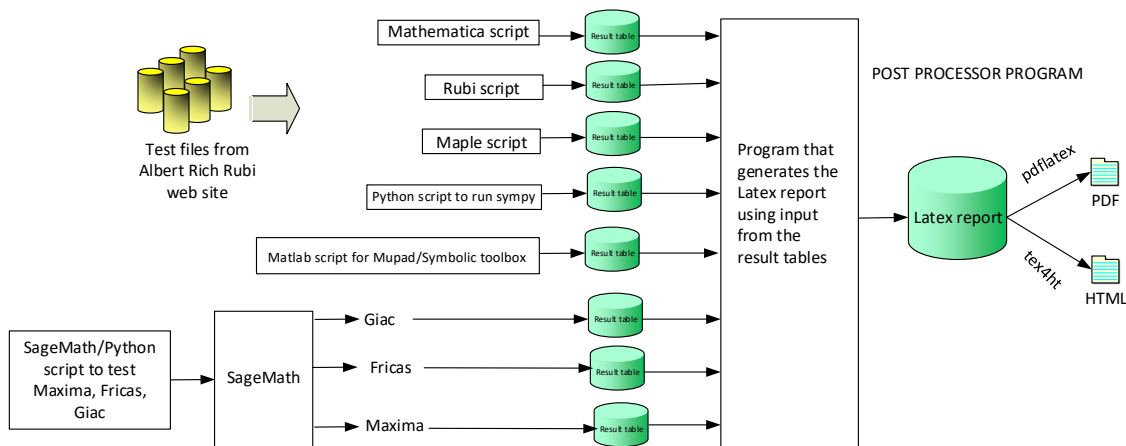 Mathematica script
Result table
Rubi script
Result table
POST PROCESSOR PROGRAM
Test files from
Albert Rich Rubi
web site
Maple script
Result table
Program that
generates the
Latex report
using input
from the
result tables
Python script to run sympy
Result table
Latex report
pdflatex
PDF
tex4ht
HTML
Matlab script for Mupad/Symbolic toolbox
Result table
SageMath/Python
script to test
Maxima, Fricas,
Giac
SageMath
Giac
Result table
Fricas
Result table
Maxima
Result table